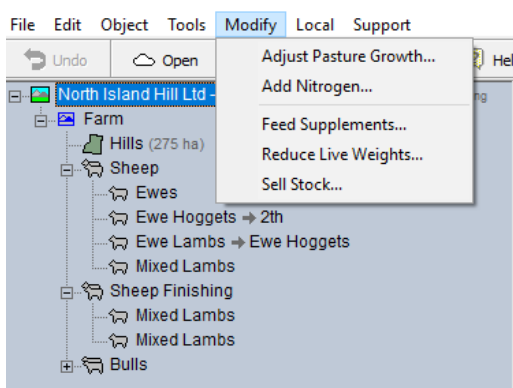 File Edit Object Tools Modify Local Support
Undo Open
Adjust Pasture Growth...
Add Nitrogen...
Feed Supplements...
Reduce Live Weights...
Sell Stock...
North Island Hill Ltd -
Farm
Hills (275 ha)
Sheep
Ewes
Ewe Hoggets ➔ 2th
Ewe Lambs ➔ Ewe Hoggets
Mixed Lambs
Sheep Finishing
Mixed Lambs
Mixed Lambs
Bulls